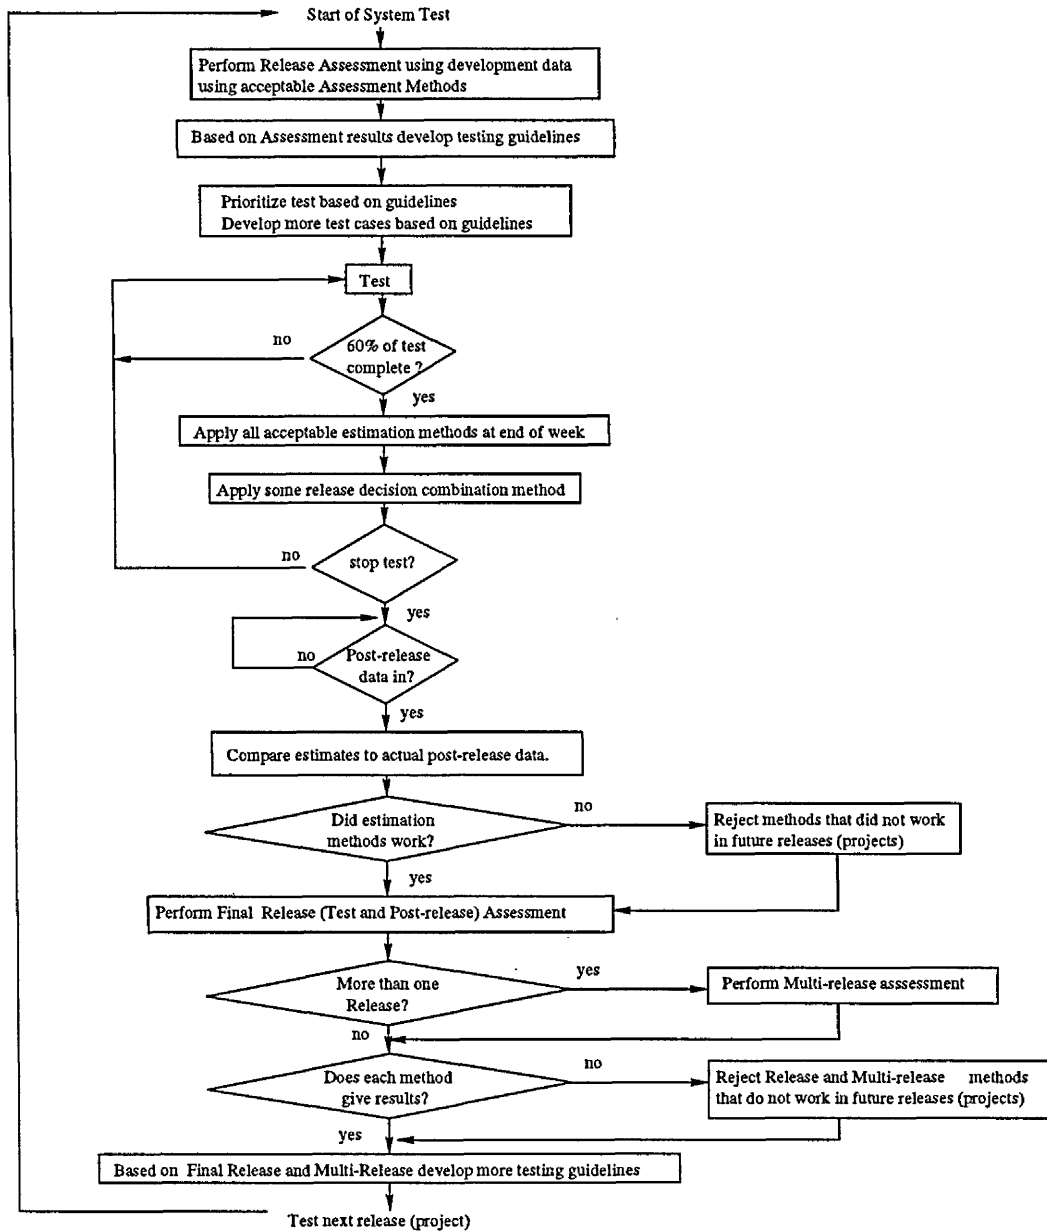 Start of System Test
Perform Release Assessment using development data
using acceptable Assessment Methods
Based on Assessment results develop testing guidelines
Prioritize test based on guidelines
Develop more test cases based on guidelines
Test
no
60% of test
complete ?
yes
Apply all acceptable estimation methods at end of week
Apply some release decision combination method
no
stop test?
yes
no
Post-release
data in?
yes
Compare estimates to actual post-release data.
Did estimation
methods work?
no
Reject methods that did not work
in future releases (projects)
yes
Perform Final Release (Test and Post-release) Assessment
More than one
Release?
yes
Perform Multi-release asssessment
no
Does each method
give results?
no
Reject Release and Multi-release methods
that do not work in future releases (projects)
yes
Based on Final Release and Multi-Release develop more testing guidelines
Test next release (project)